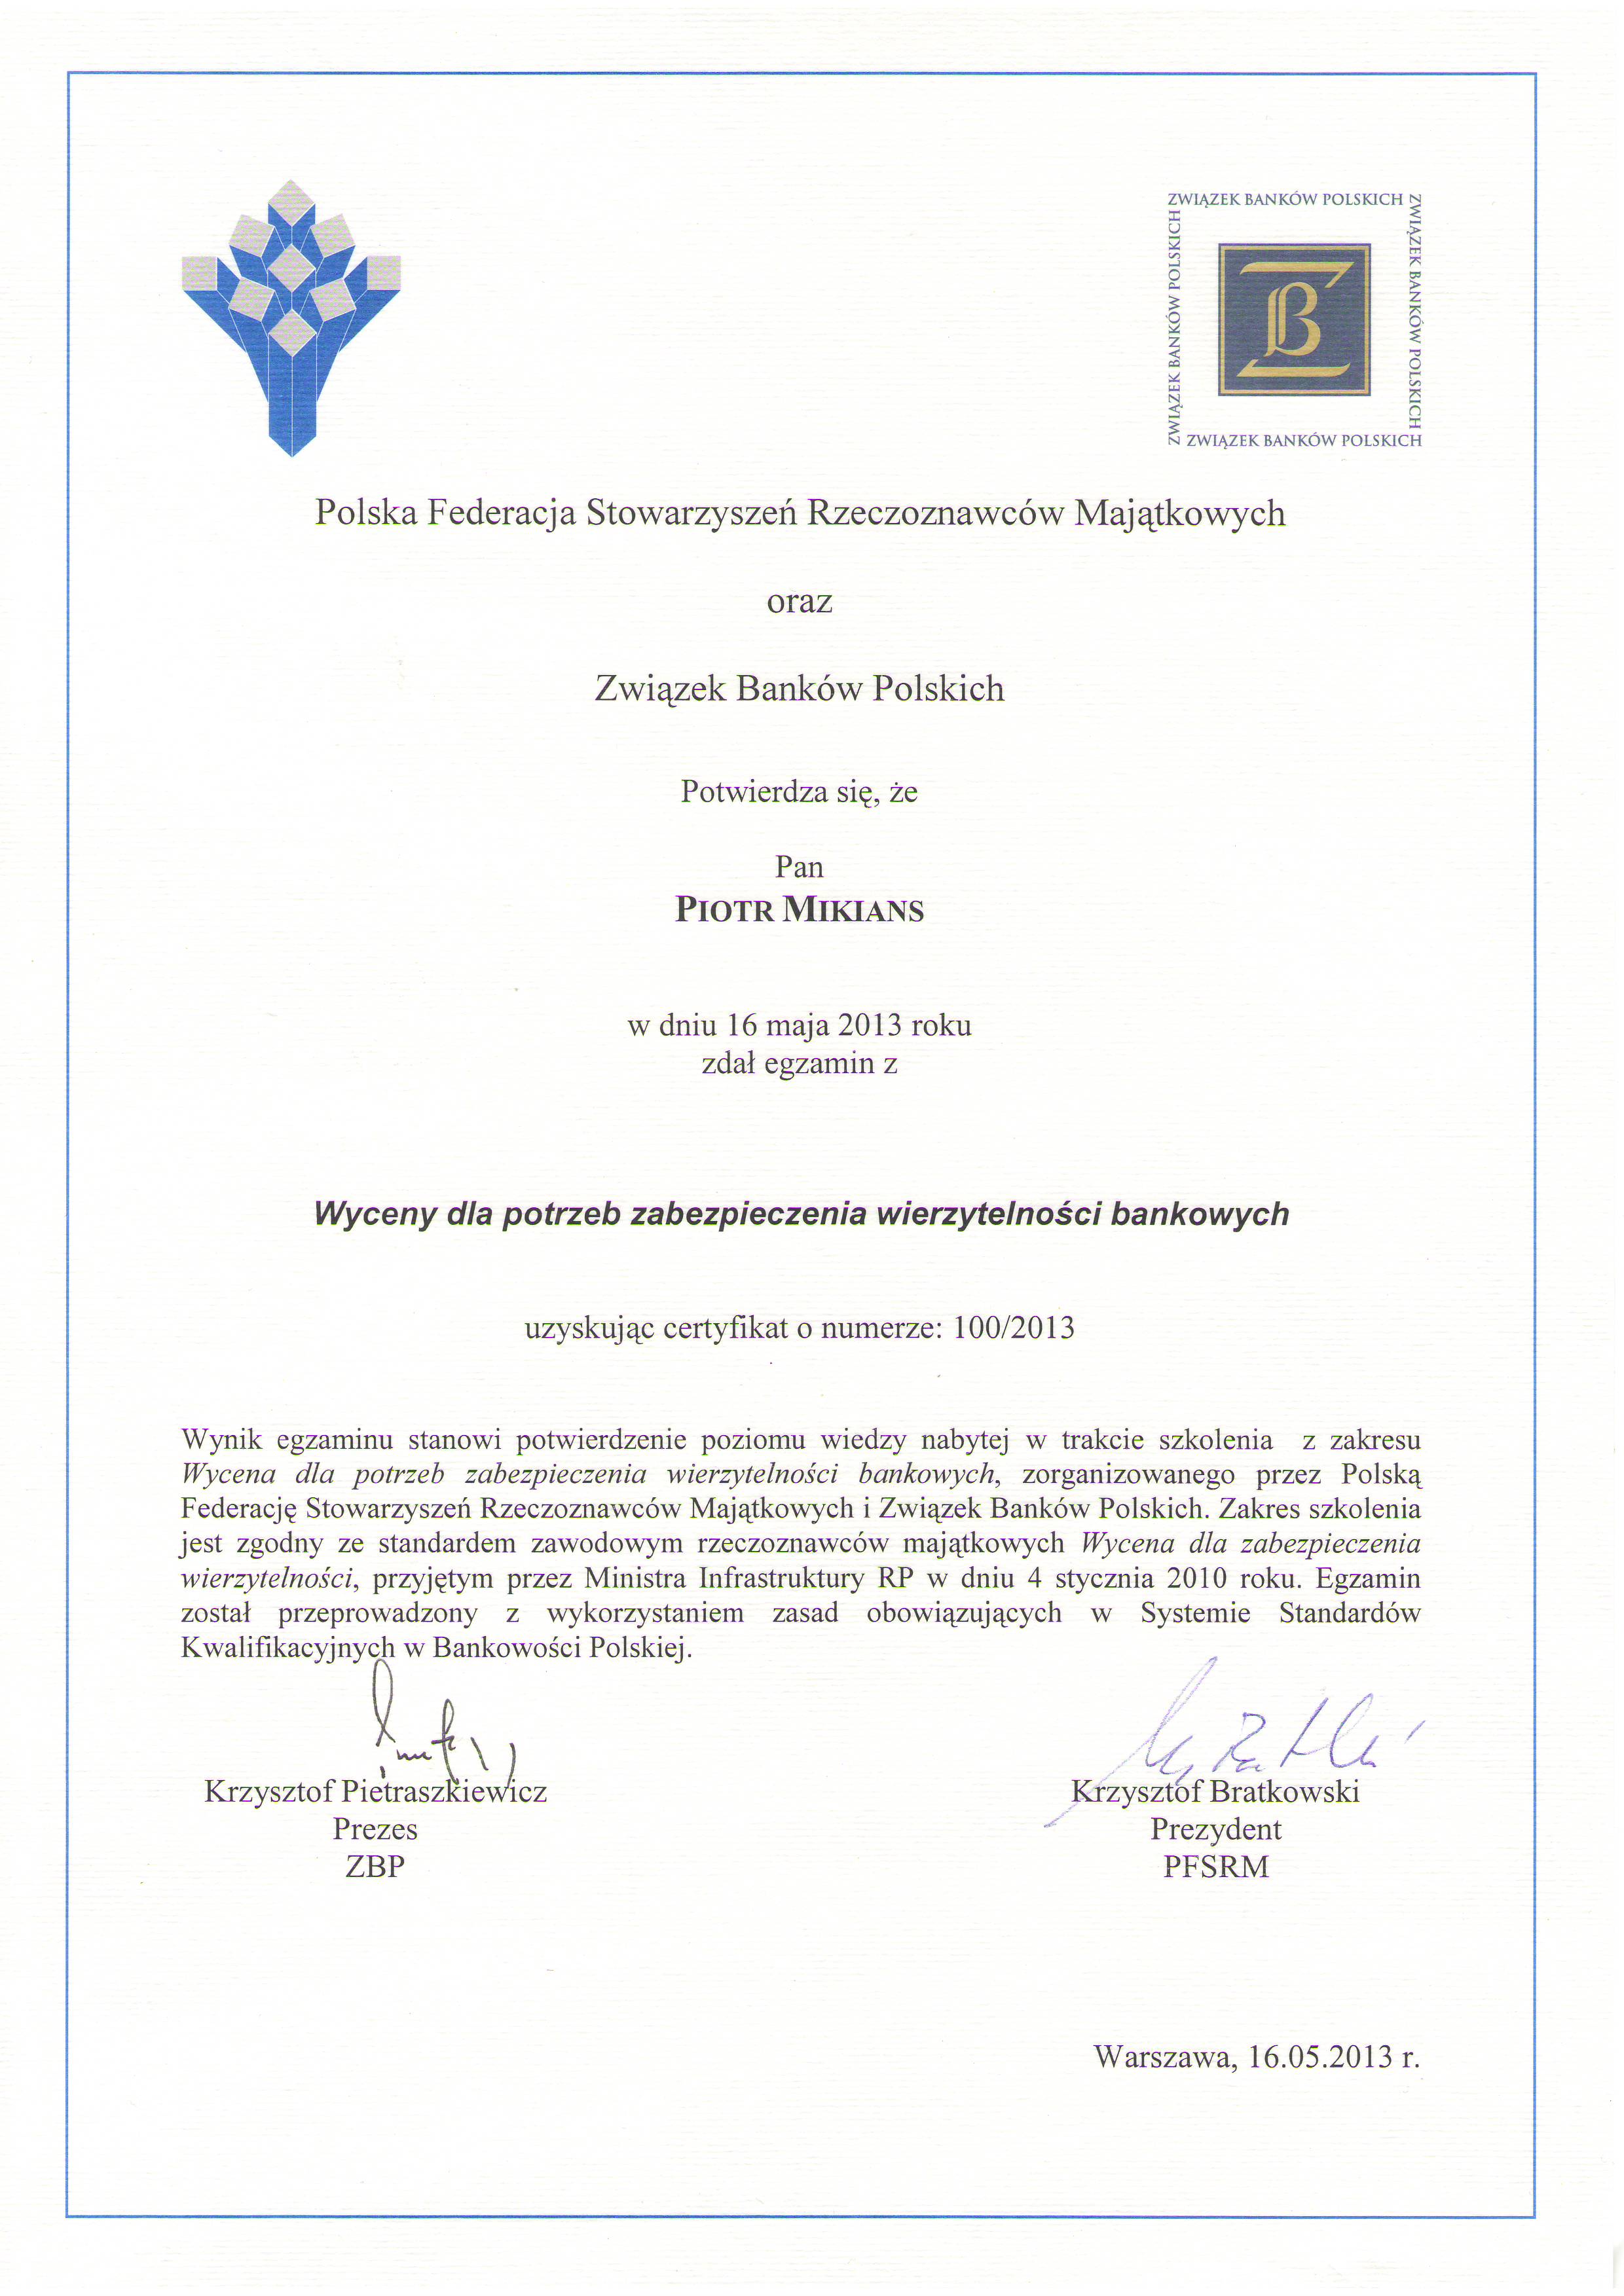 ZWIĄZEK BANKÓW POLSKICH
ZWIĄZEK BANKÓW POLSKICH
ZWIĄZEK BANKÓW POLSKICH
ZWIĄZEK BANKÓW POLSKICH
B
Polska Federacja Stowarzyszeń Rzeczoznawców Majątkowych
oraz
Związek Banków Polskich
Potwierdza się, że
Pan
PIOTR MIKIANS
w dniu 16 maja 2013 roku
zdał egzamin z
Wyceny dla potrzeb zabezpieczenia wierzytelności bankowych
uzyskując certyfikat o numerze: 100/2013
Wynik egzaminu stanowi potwierdzenie poziomu wiedzy nabytej w trakcie szkolenia z zakresu
Wycena dla potrzeb zabezpieczenia wierzytelności bankowych, zorganizowanego przez Polską
Federację Stowarzyszeń Rzeczoznawców Majątkowych i Związek Banków Polskich. Zakres szkolenia
jest zgodny ze standardem zawodowym rzeczoznawców majątkowych Wycena dla zabezpieczenia
wierzytelności, przyjętym przez Ministra Infrastruktury RP w dniu 4 stycznia 2010 roku. Egzamin
został przeprowadzony z wykorzystaniem zasad obowiązujących w Systemie Standardów
Kwalifikacyjnych w Bankowości Polskiej.
Krzysztof Pietraszkiewicz
Prezes
ZBP
Krzysztof Bratkowski
Prezydent
PFSRM
Warszawa, 16.05.2013 r.